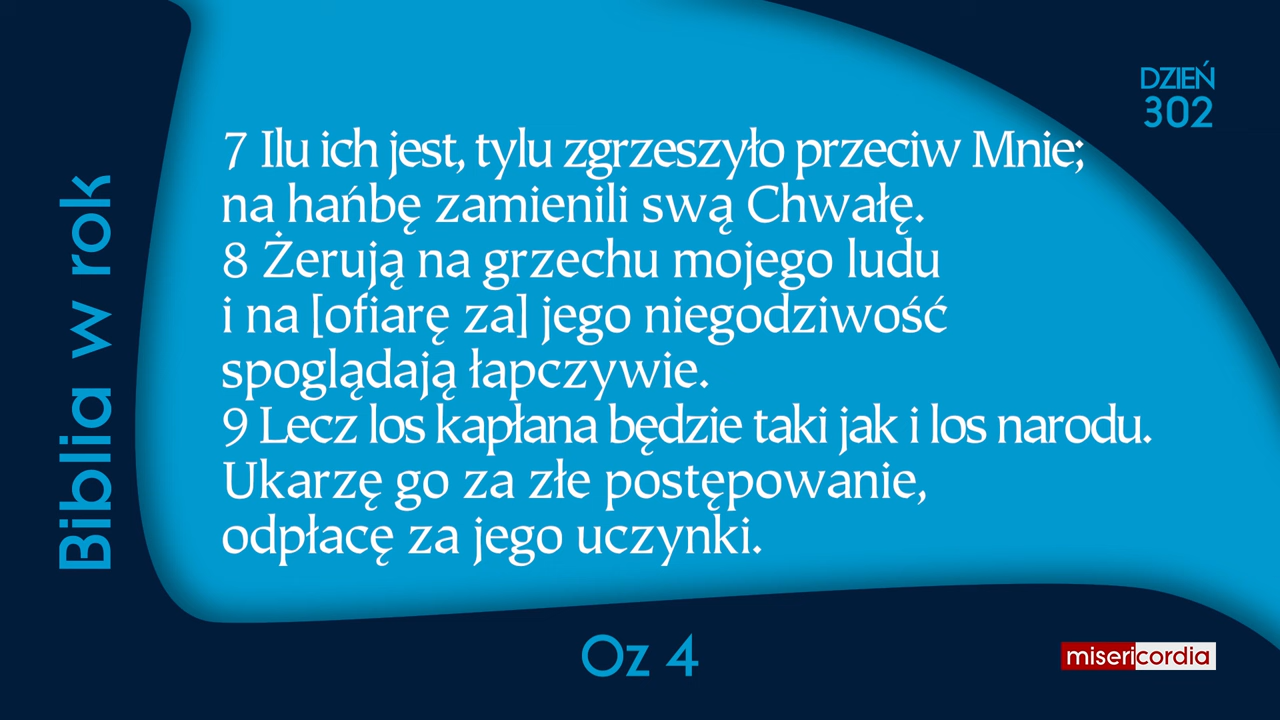 DZIEŃ
302
7 Ilu ich jest, tylu zgrzeszyło przeciw Mnie;
na hańbę zamienili swą Chwałę.
8 Żerują na grzechu mojego ludu
i na [ofiarę za] jego niegodziwość
spoglądają łapczywie.
9 Lecz los kapłana będzie taki jak i los narodu.
Ukarzę go za złe postępowanie,
odpłacę za jego uczynki.
Biblia w rok
Oz 4
misericordia